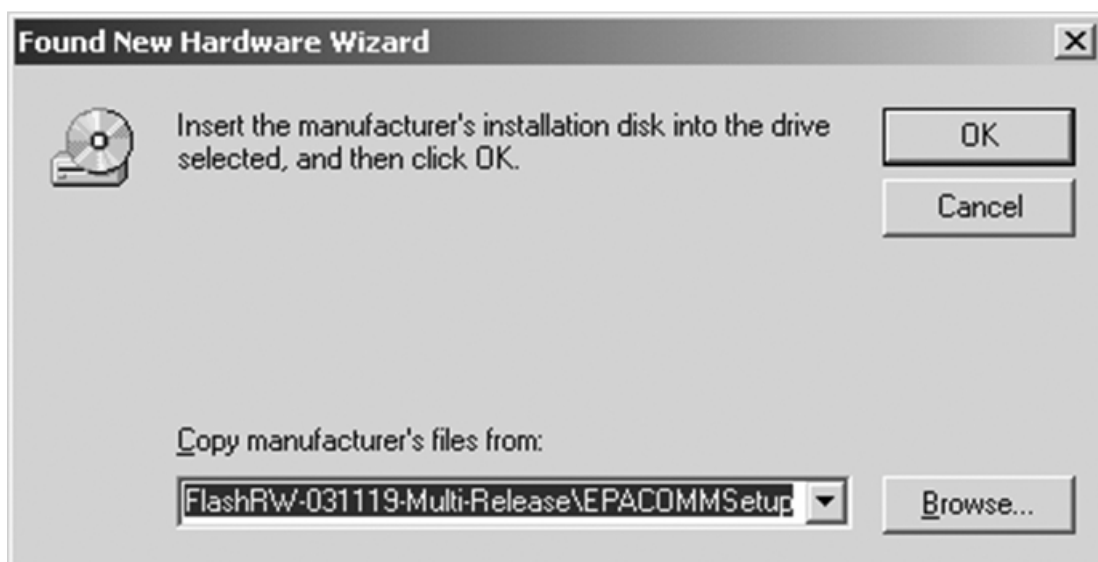 Found New Hardware Wizard
Insert the manufacturer's installation disk into the drive
selected, and then click OK.
OK
Cancel
Copy manufacturer's files from:
FlashRW-031119-Multi-Release\EPACOMMSetup
Browse...